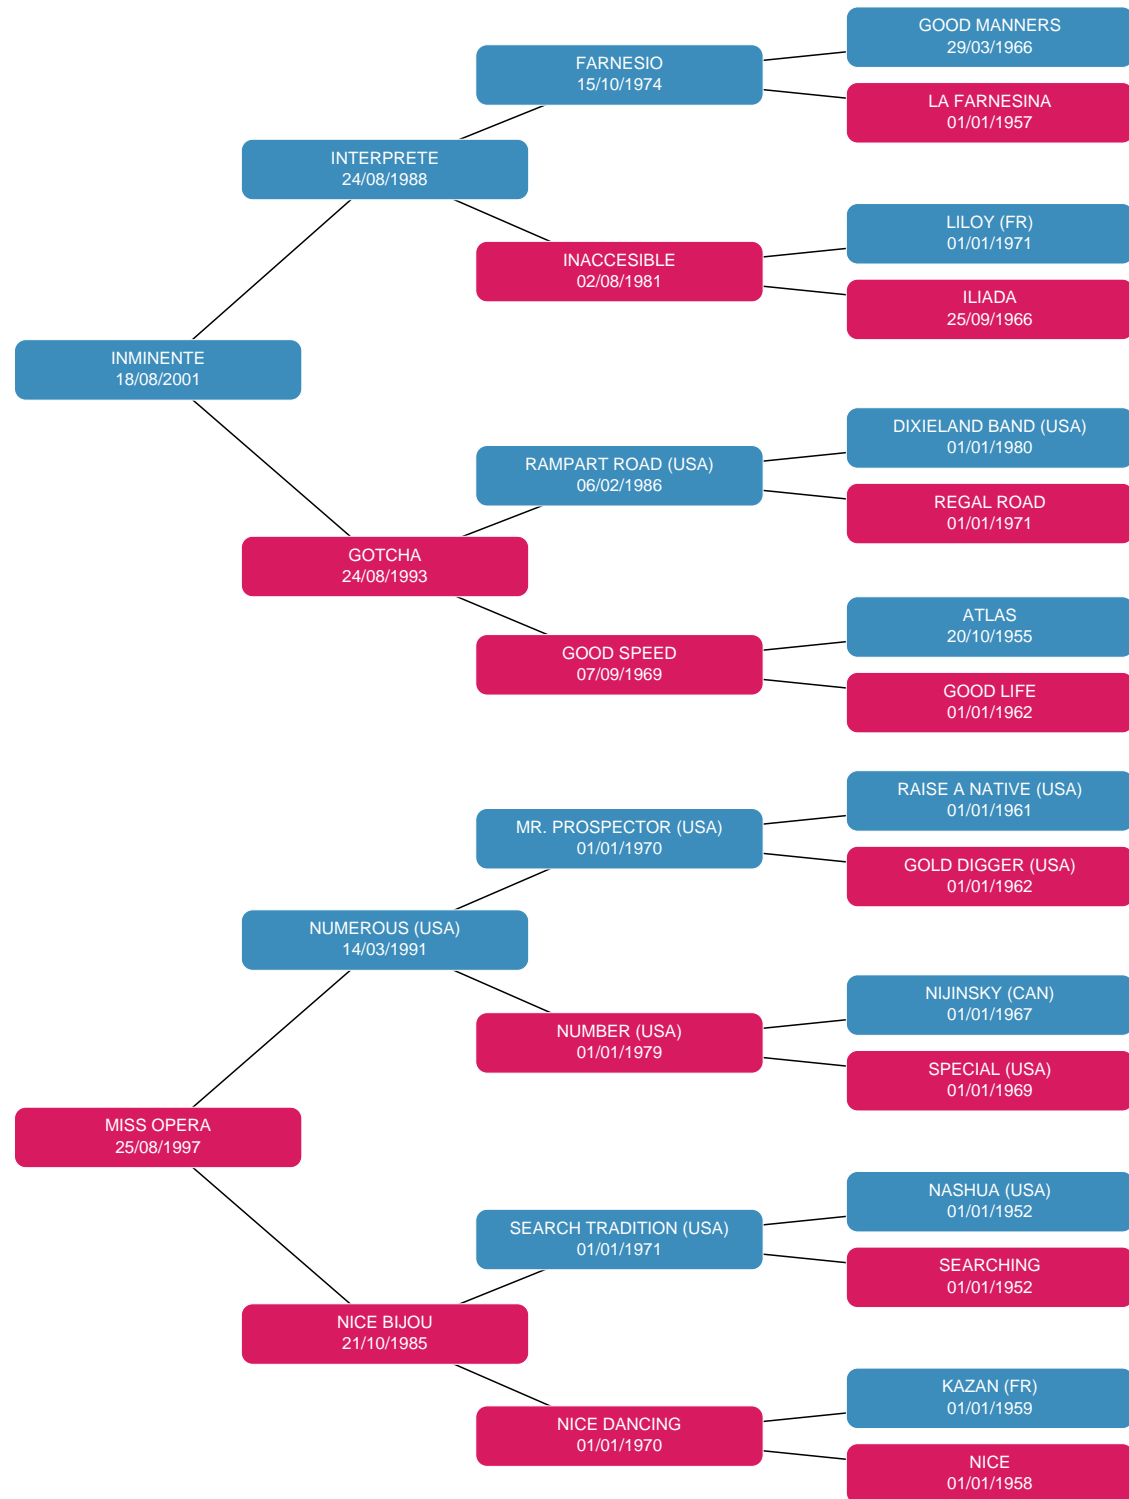 GOOD MANNERS
29/03/1966
FARNESIO
15/10/1974
LA FARNESINA
01/01/1957
INTERPRETE
24/08/1988
LILOY (FR)
01/01/1971
INACCESIBLE
02/08/1981
ILIADA
25/09/1966
INMINENTE
18/08/2001
DIXIELAND BAND (USA)
01/01/1980
RAMPART ROAD (USA)
06/02/1986
REGAL ROAD
01/01/1971
GOTCHA
24/08/1993
ATLAS
20/10/1955
GOOD SPEED
07/09/1969
GOOD LIFE
01/01/1962
RAISE A NATIVE (USA)
01/01/1961
MR. PROSPECTOR (USA)
01/01/1970
GOLD DIGGER (USA)
01/01/1962
NUMEROUS (USA)
14/03/1991
NIJINSKY (CAN)
01/01/1967
NUMBER (USA)
01/01/1979
SPECIAL (USA)
01/01/1969
MISS OPERA
25/08/1997
NASHUA (USA)
01/01/1952
SEARCH TRADITION (USA)
01/01/1971
SEARCHING
01/01/1952
NICE BIJOU
21/10/1985
KAZAN (FR)
01/01/1959
NICE DANCING
01/01/1970
NICE
01/01/1958